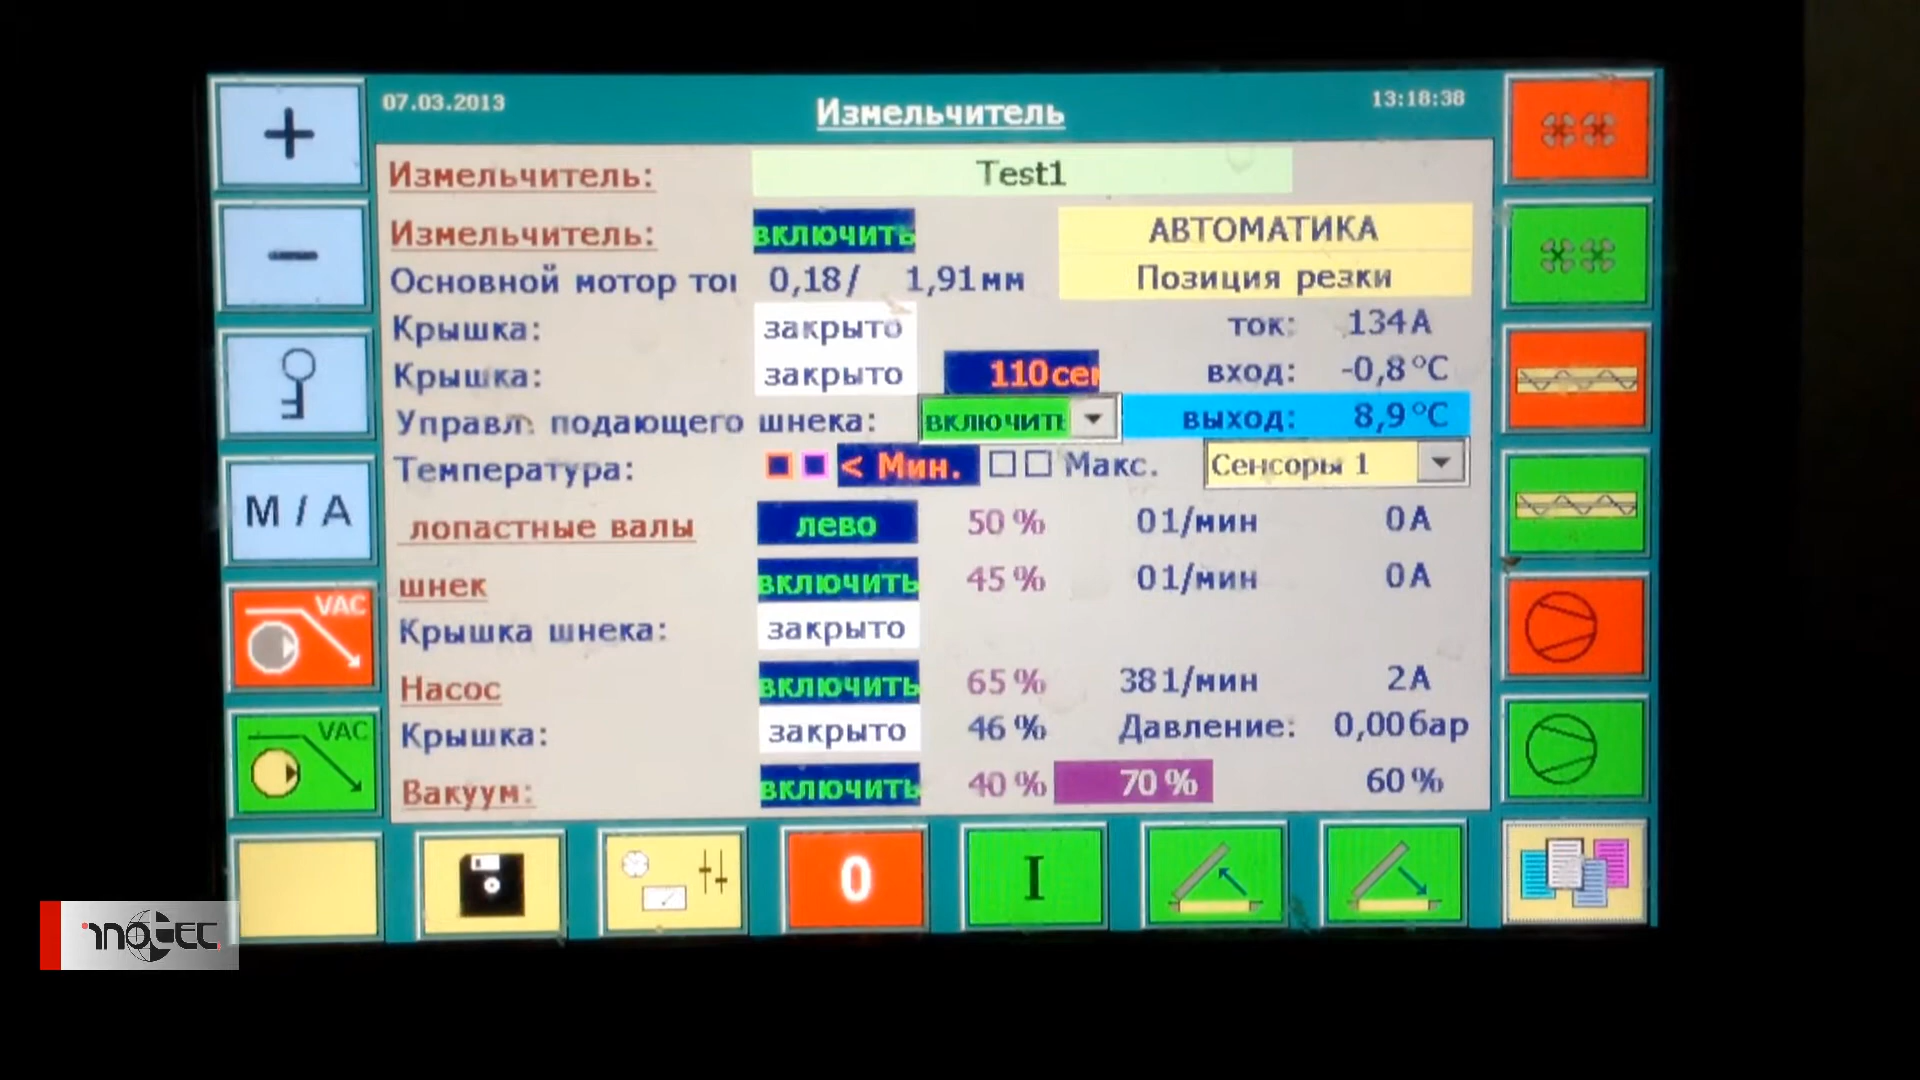 07.03.2013 Измельчитель 13:18:38
Измельчитель: Test1
Измельчитель: включить АВТОМАТИКА
Основной мотор ток 0,18/ 1,91мм Позиция резки
Крышка: закрыто ток: 134А
Крышка: закрыто 110сек вход: -0,8°C
Управл. подающего шнека: включить выход: 8,9°C
Температура: < Мин. Макс. Сенсоры 1
лопастные валы лево 50% 01/мин 0А
шнек включить 45% 01/мин 0А
Крышка шнека: закрыто
Насос включить 65% 381/мин 2А
Крышка: закрыто 46% Давление: 0,00бар
Вакуум: включить 40% 70% 60%
+
−
M / A
VAC
VAC
0
I
INOTEC